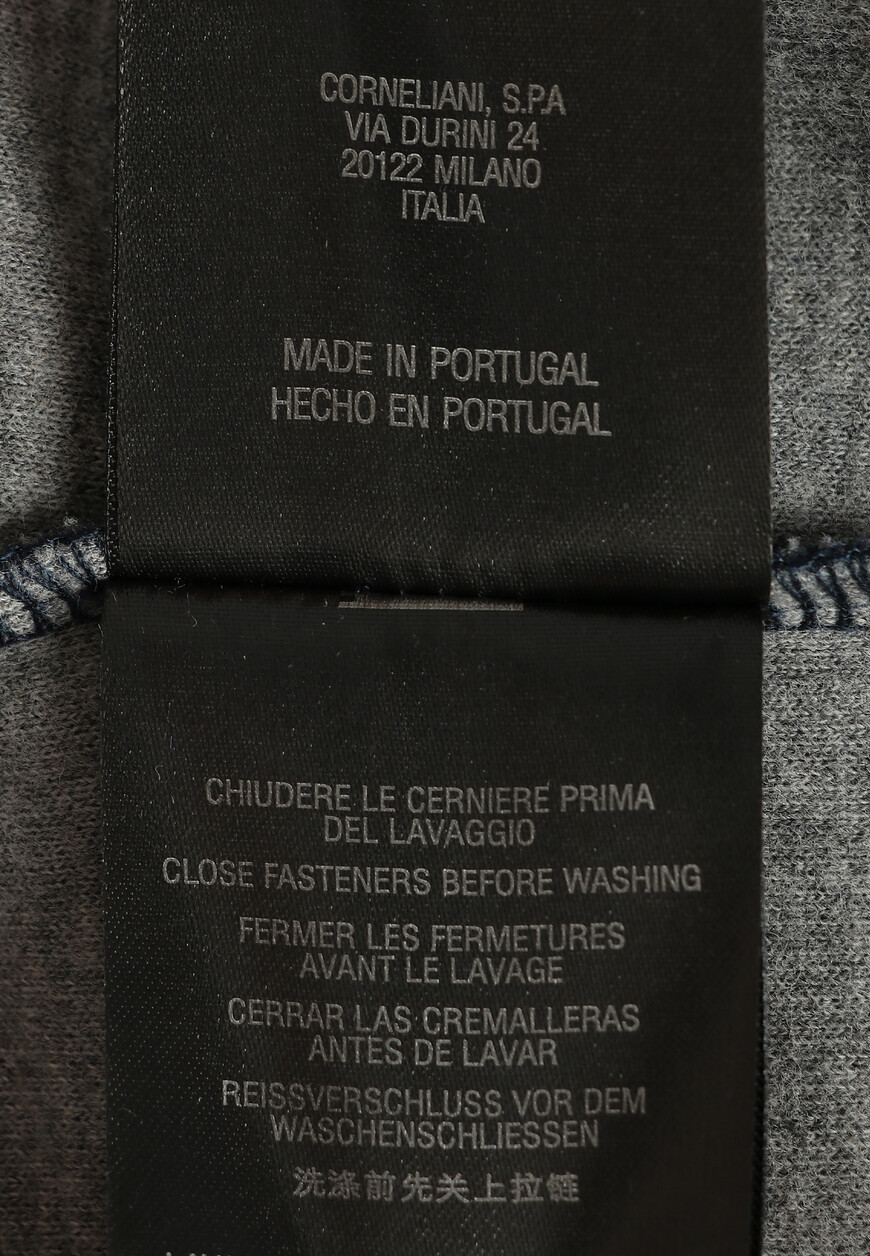 CORNELIANI, S.P.A
VIA DURINI 24
20122 MILANO
ITALIA
MADE IN PORTUGAL
HECHO EN PORTUGAL
CHIUDERE LE CERNIERE PRIMA
DEL LAVAGGIO
CLOSE FASTENERS BEFORE WASHING
FERMER LES FERMETURES
AVANT LE LAVAGE
CERRAR LAS CREMALLERAS
ANTES DE LAVAR
REISSVERSCHLUSS VOR DEM
WASCHENSCHLIESSEN
洗涤前先关上拉链